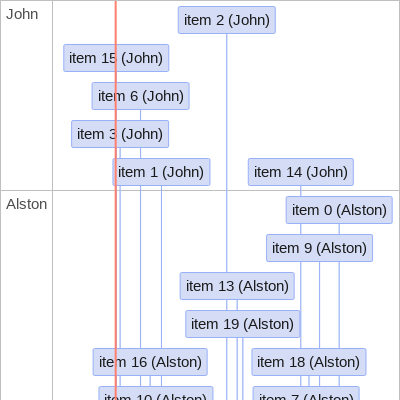 John
item 2 (John)
item 15 (John)
item 6 (John)
item 3 (John)
item 1 (John)
item 14 (John)
Alston
item 0 (Alston)
item 9 (Alston)
item 13 (Alston)
item 19 (Alston)
item 16 (Alston)
item 18 (Alston)
item 10 (Alston)
item 7 (Alston)